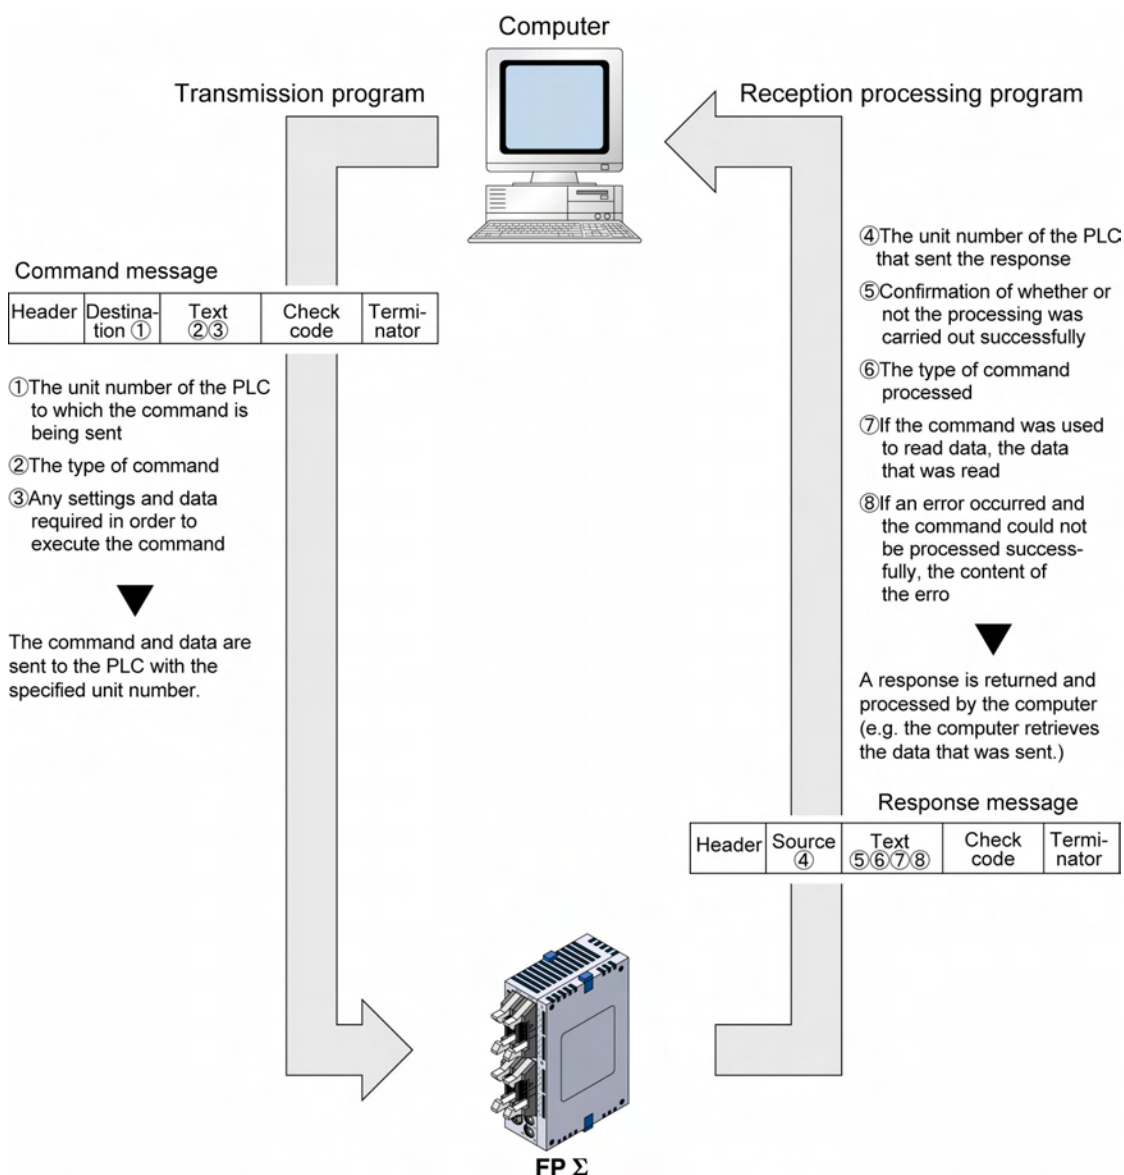 Computer
Transmission program
Reception processing program
Command message
Header
Destina-
tion ①
Text
②③
Check
code
Termi-
nator
①The unit number of the PLC
to which the command is
being sent
②The type of command
③Any settings and data
required in order to
execute the command
The command and data are
sent to the PLC with the
specified unit number.
④The unit number of the PLC
that sent the response
⑤Confirmation of whether or
not the processing was
carried out successfully
⑥The type of command
processed
⑦If the command was used
to read data, the data
that was read
⑧If an error occurred and
the command could not
be processed success-
fully, the content of
the erro
A response is returned and
processed by the computer
(e.g. the computer retrieves
the data that was sent.)
Response message
Header
Source
④
Text
⑤⑥⑦⑧
Check
code
Termi-
nator
FP Σ